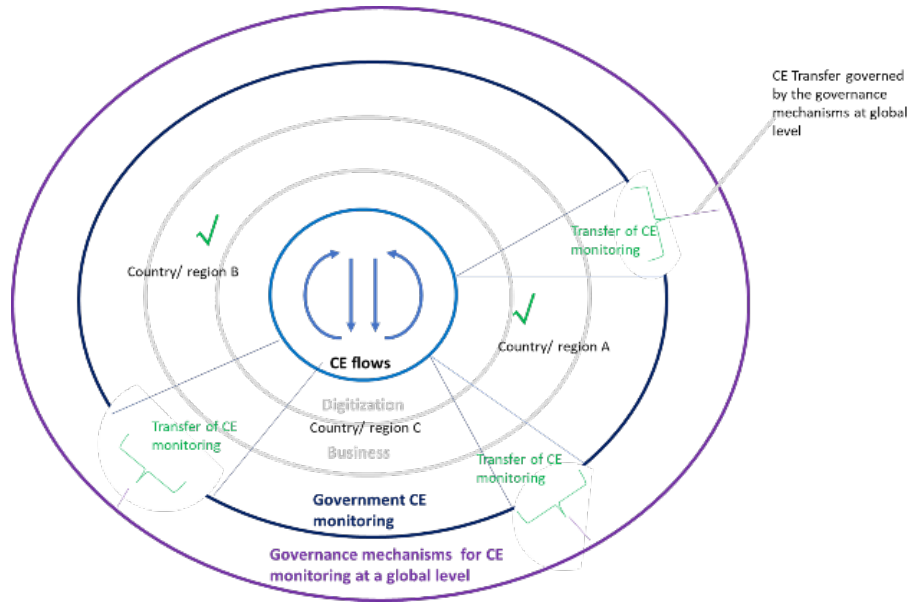 CE Transfer governed
by the governance
mechanisms at global
level
Transfer of CE
monitoring
Country/ region B
Country/ region A
CE flows
Digitization
Country/ region C
Business
Transfer of CE
monitoring
Transfer of CE
monitoring
Government CE
monitoring
Governance mechanisms for CE
monitoring at a global level